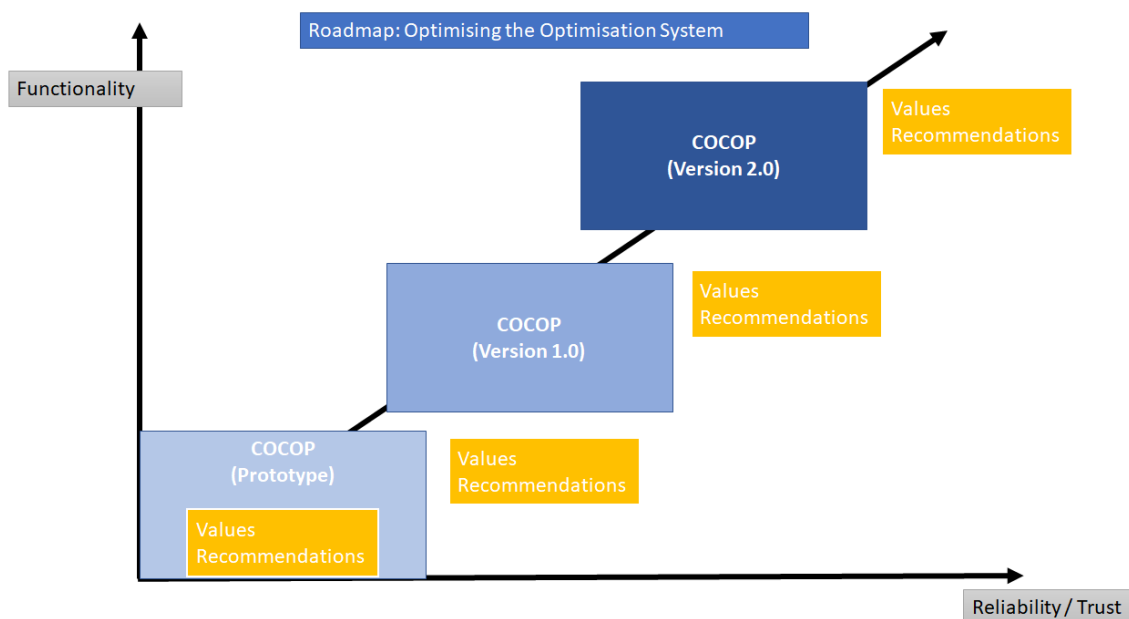 Roadmap: Optimising the Optimisation System
Functionality
Values
Recommendations
COCOP
(Version 2.0)
Values
Recommendations
COCOP
(Version 1.0)
COCOP
(Prototype)
Values
Recommendations
Values
Recommendations
Reliability / Trust